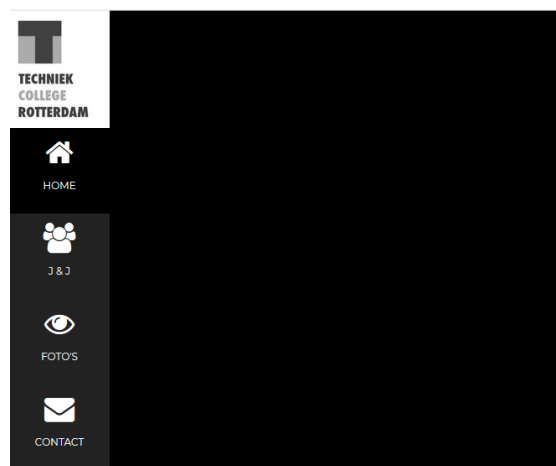 TECHNIEK
COLLEGE
ROTTERDAM
HOME
J & J
FOTO'S
CONTACT